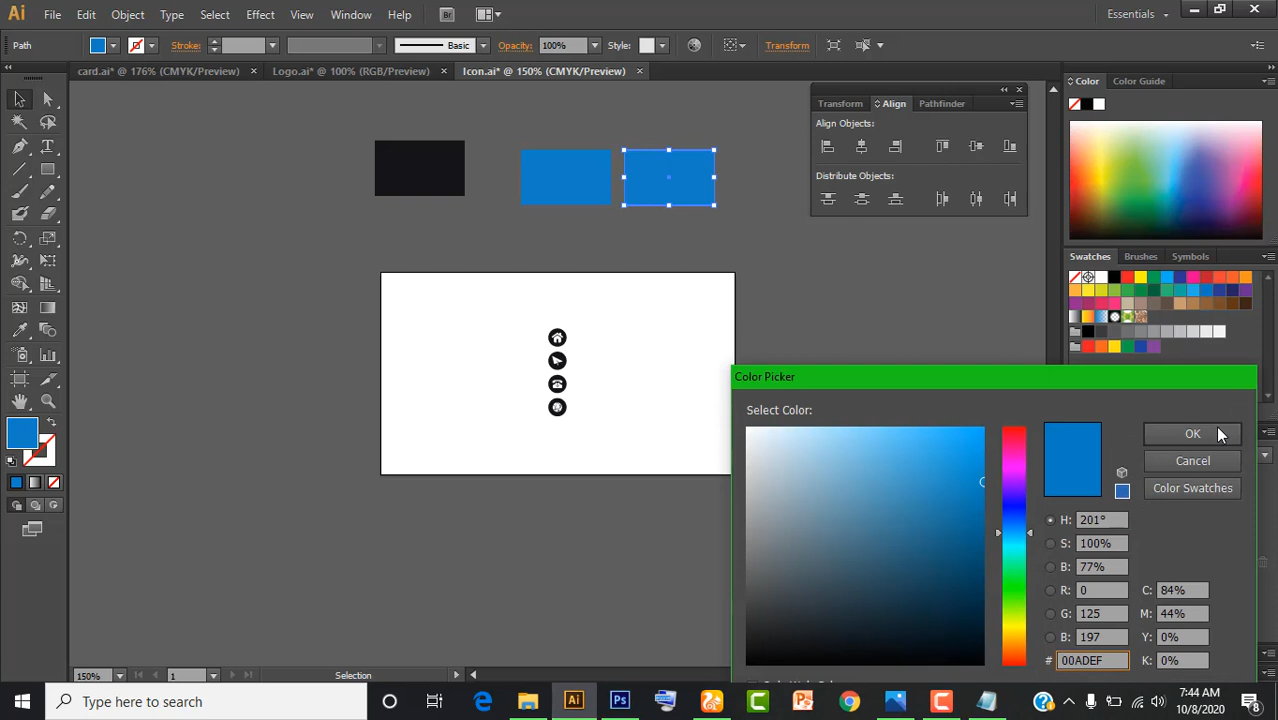 Ai File Edit Object Type Select Effect View Window Help Br Essentials
Path Stroke: Basic Opacity: 100% Style: Transform
card.ai* @ 176% (CMYK/Preview) × Logo.ai* @ 100% (RGB/Preview) × Icon.ai* @ 150% (CMYK/Preview) ×
Color Color Guide
Transform Align Pathfinder
Align Objects:
Distribute Objects:
Swatches Brushes Symbols
Color Picker
Select Color:
OK
Cancel
Color Swatches
H: 201°
S: 100%
B: 77%
R: 0 C: 84%
G: 125 M: 44%
B: 197 Y: 0%
# 00ADEF K: 0%
150% 1 Selection
Type here to search
Ai Ps
7:44 AM
10/8/2020
8